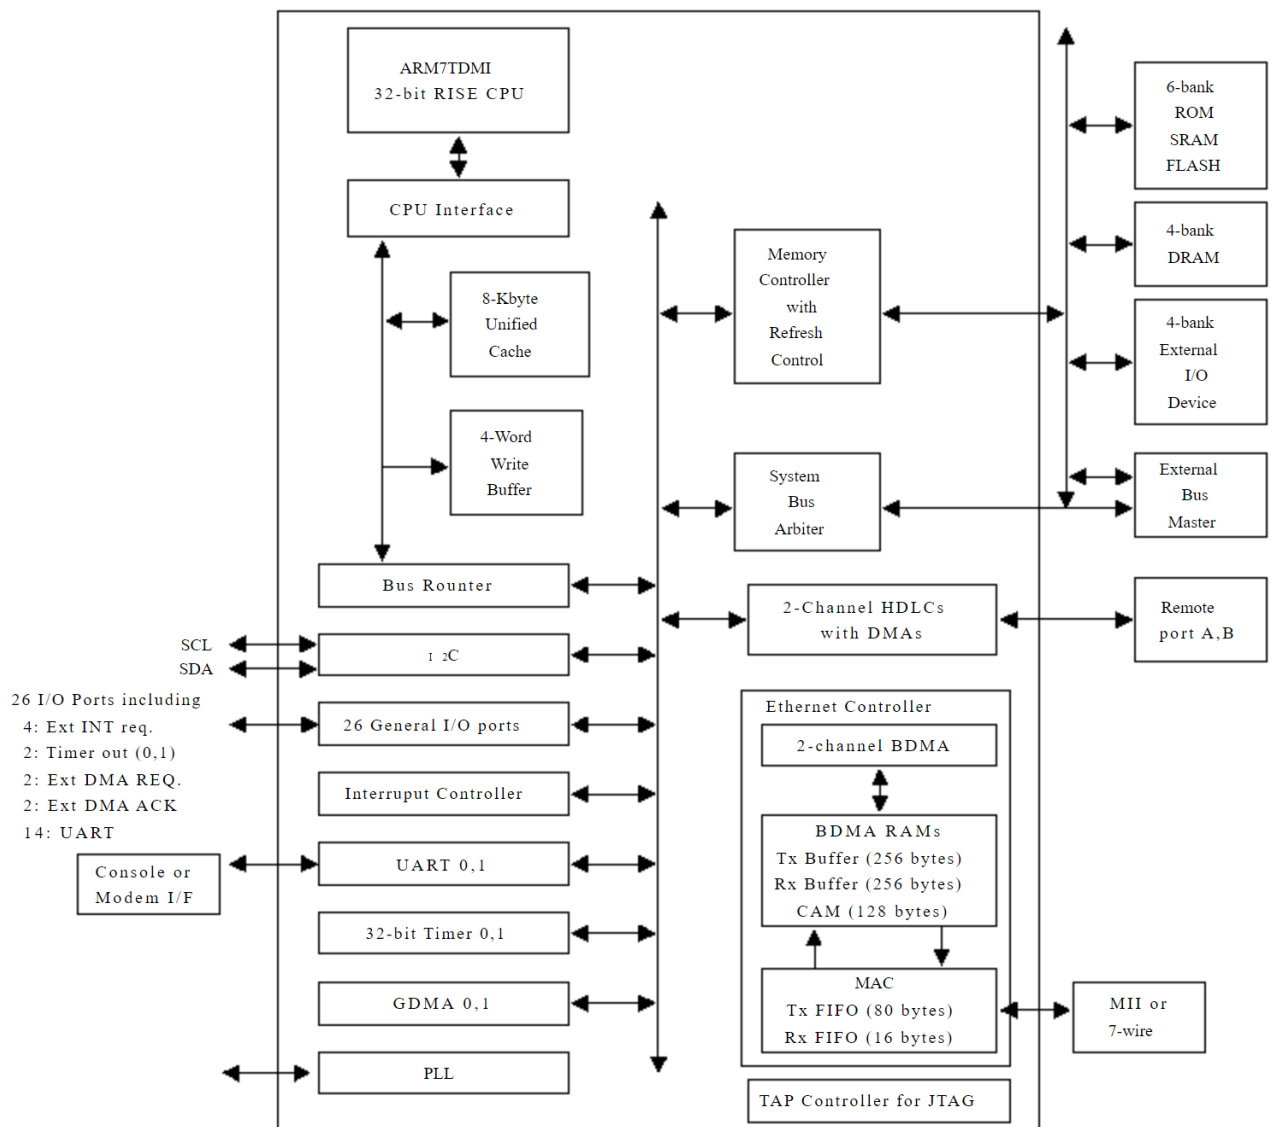 ARM7TDMI
32-bit RISE CPU
CPU Interface
8-Kbyte
Unified
Cache
4-Word
Write
Buffer
Bus Rounter
I 2C
26 General I/O ports
Interruput Controller
UART 0,1
32-bit Timer 0,1
GDMA 0,1
PLL
SCL
SDA
26 I/O Ports including
4: Ext INT req.
2: Timer out (0,1)
2: Ext DMA REQ.
2: Ext DMA ACK
14: UART
Console or
Modem I/F
Memory
Controller
with
Refresh
Control
System
Bus
Arbiter
2-Channel HDLCs
with DMAs
Ethernet Controller
2-channel BDMA
BDMA RAMs
Tx Buffer (256 bytes)
Rx Buffer (256 bytes)
CAM (128 bytes)
MAC
Tx FIFO (80 bytes)
Rx FIFO (16 bytes)
TAP Controller for JTAG
6-bank
ROM
SRAM
FLASH
4-bank
DRAM
4-bank
External
I/O
Device
External
Bus
Master
Remote
port A,B
MII or
7-wire